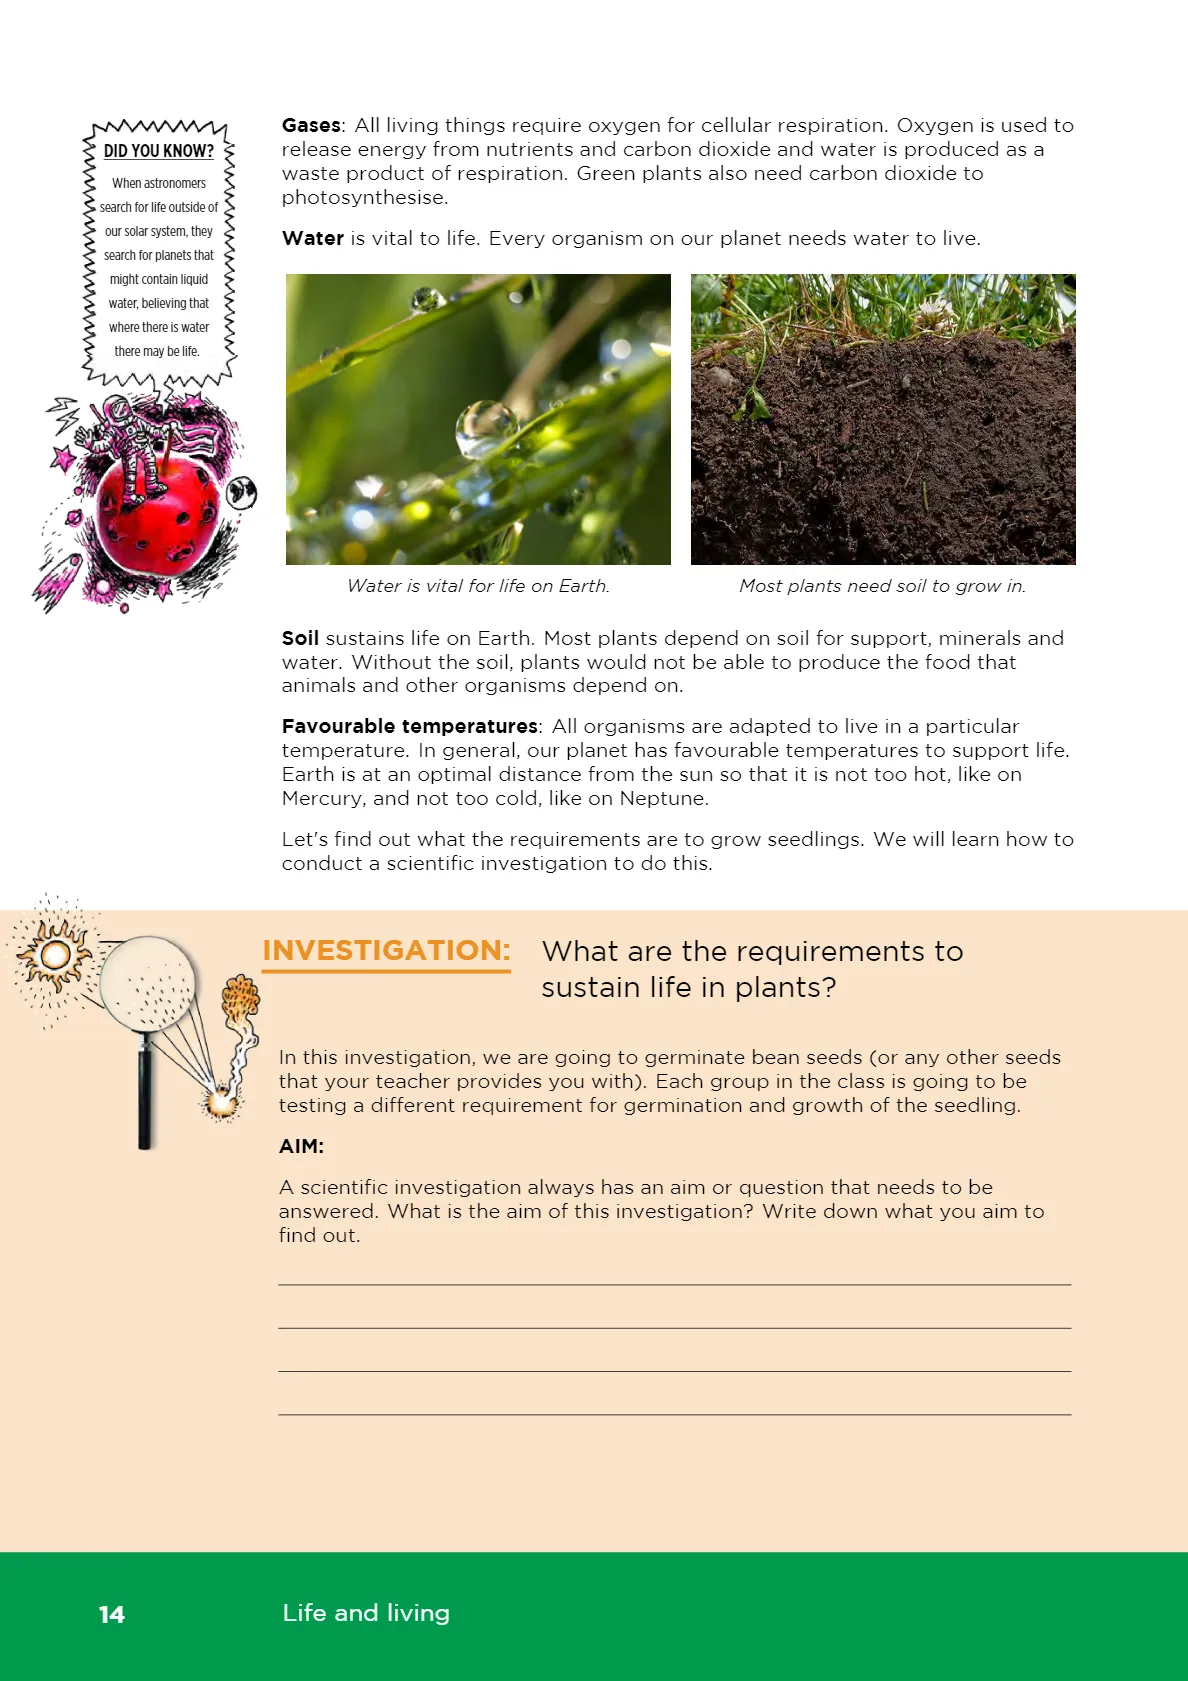 DID YOU KNOW?
When astronomers
search for life outside of
our solar system, they
search for planets that
might contain liquid
water, believing that
where there is water
there may be life.
Gases: All living things require oxygen for cellular respiration. Oxygen is used to
release energy from nutrients and carbon dioxide and water is produced as a
waste product of respiration. Green plants also need carbon dioxide to
photosynthesise.
Water is vital to life. Every organism on our planet needs water to live.
Water is vital for life on Earth.
Most plants need soil to grow in.
Soil sustains life on Earth. Most plants depend on soil for support, minerals and
water. Without the soil, plants would not be able to produce the food that
animals and other organisms depend on.
Favourable temperatures: All organisms are adapted to live in a particular
temperature. In general, our planet has favourable temperatures to support life.
Earth is at an optimal distance from the sun so that it is not too hot, like on
Mercury, and not too cold, like on Neptune.
Let's find out what the requirements are to grow seedlings. We will learn how to
conduct a scientific investigation to do this.
INVESTIGATION: What are the requirements to
sustain life in plants?
In this investigation, we are going to germinate bean seeds (or any other seeds
that your teacher provides you with). Each group in the class is going to be
testing a different requirement for germination and growth of the seedling.
AIM:
A scientific investigation always has an aim or question that needs to be
answered. What is the aim of this investigation? Write down what you aim to
find out.
14 Life and living